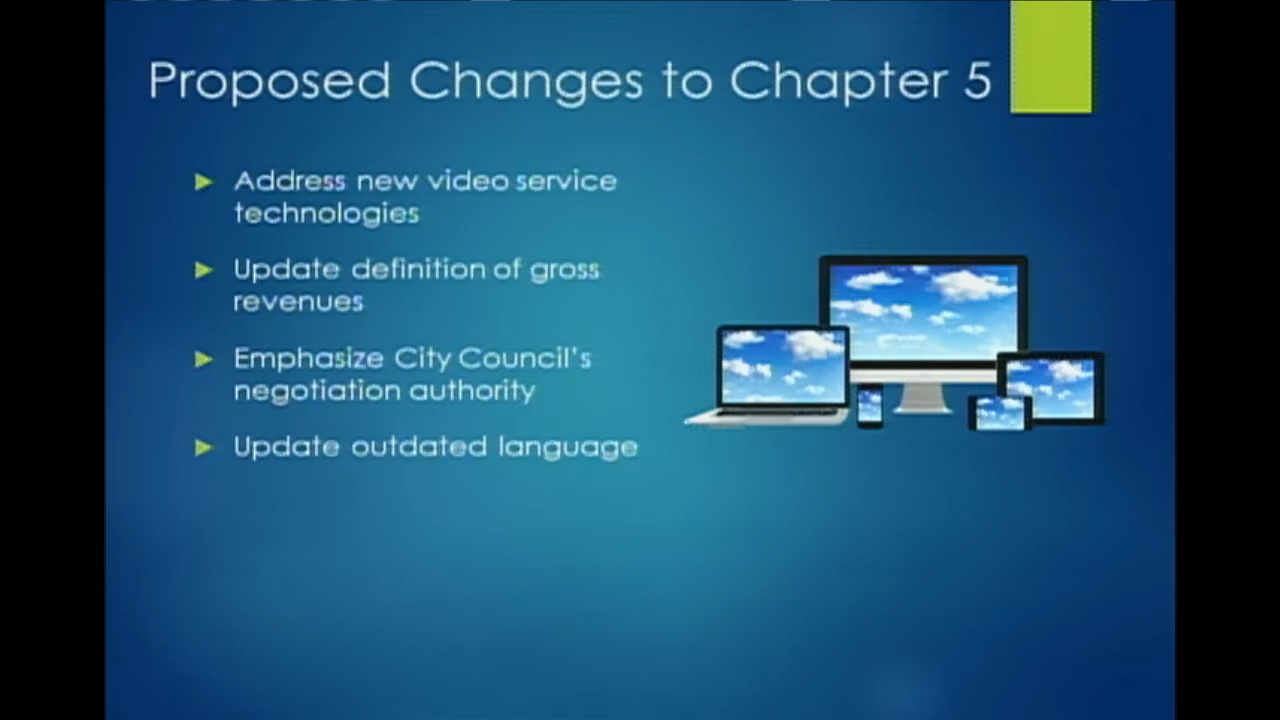 Proposed Changes to Chapter 5
Address new video service
technologies
Update definition of gross
revenues
Emphasize City Council's
negotiation authority
Update outdated language